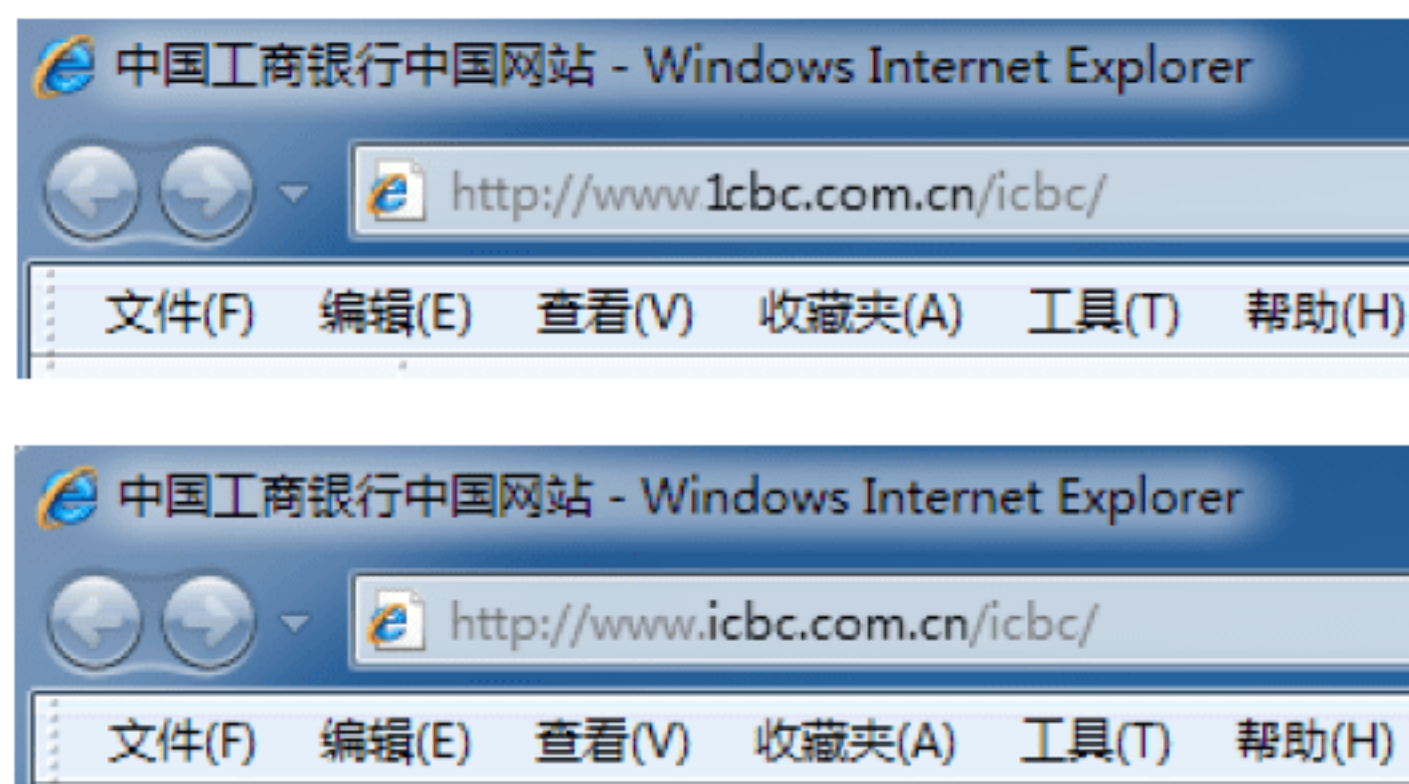 中国工商银行中国网站 - Windows Internet Explorer
http://www.1cbc.com.cn/icbc/
文件(F) 编辑(E) 查看(V) 收藏夹(A) 工具(T) 帮助(H)
中国工商银行中国网站 - Windows Internet Explorer
http://www.icbc.com.cn/icbc/
文件(F) 编辑(E) 查看(V) 收藏夹(A) 工具(T) 帮助(H)